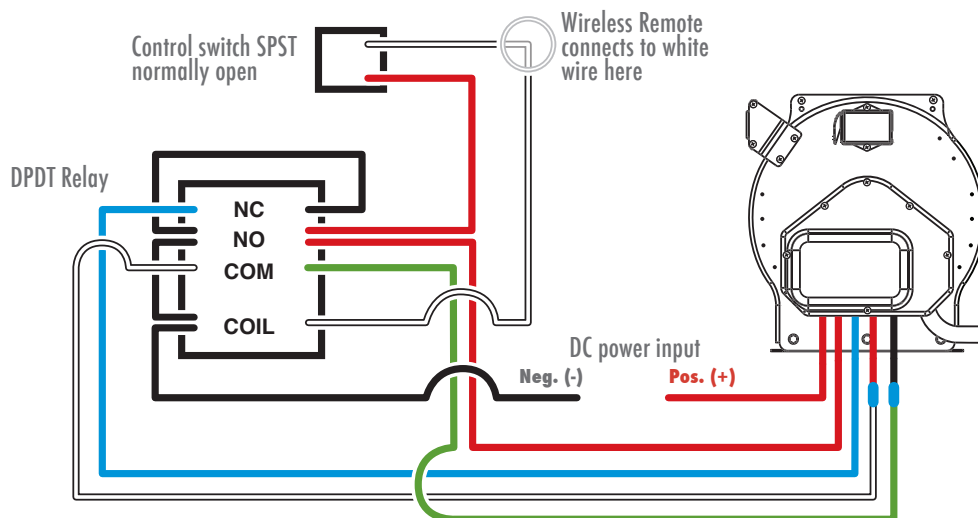 Control switch SPST
normally open
Wireless Remote
connects to white
wire here
DPDT Relay
NC
NO
COM
COIL
DC power input
Neg. (-)
Pos. (+)